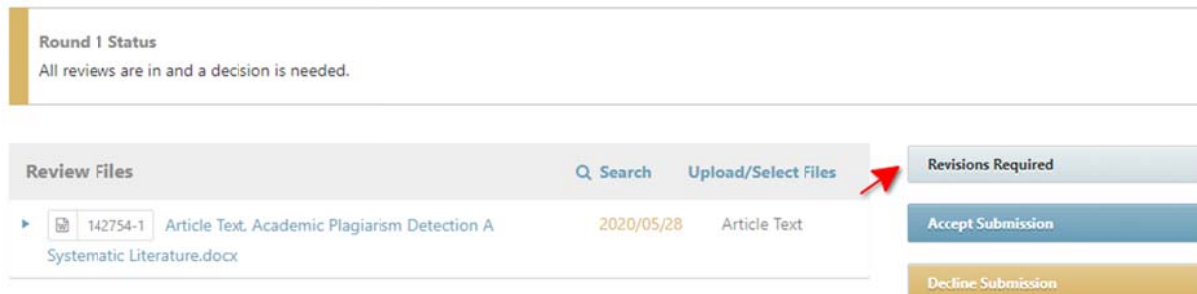 Round 1 Status
All reviews are in and a decision is needed.
Review Files
Search
Upload/Select Files
142754-1
Article Text, Academic Plagiarism Detection A
Systematic Literature.docx
2020/05/28
Article Text
Revisions Required
Accept Submission
Decline Submission